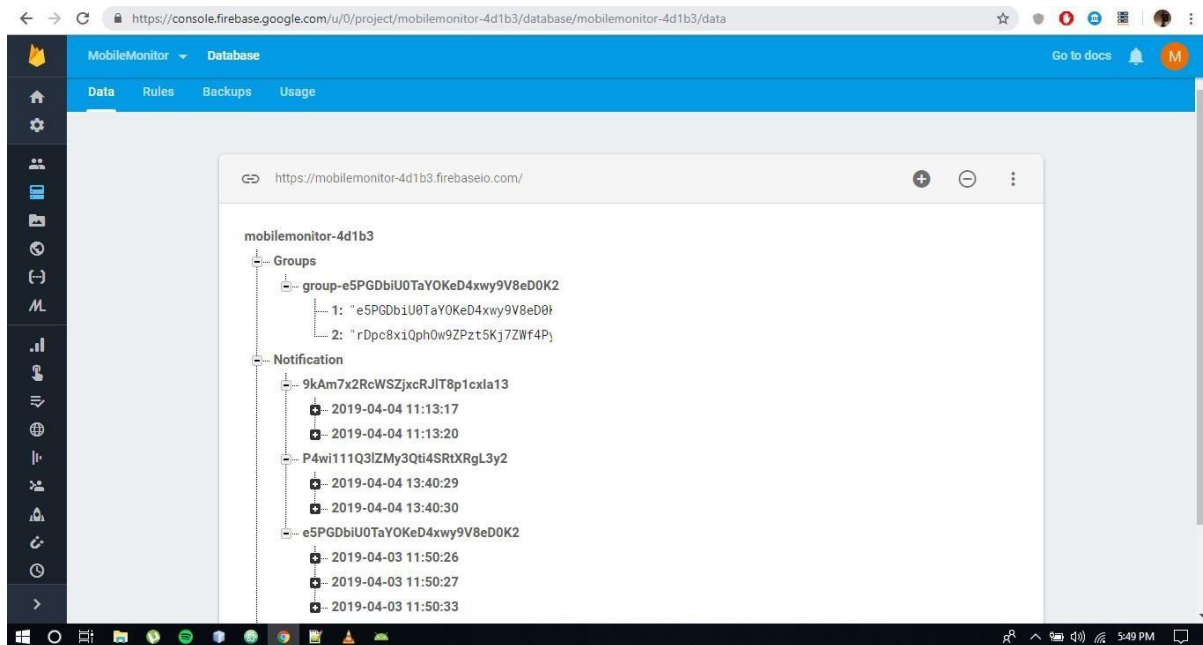 https://console.firebase.google.com/u/0/project/mobilemonitor-4d1b3/database/mobilemonitor-4d1b3/data
MobileMonitor Database Go to docs M
Data Rules Backups Usage
https://mobilemonitor-4d1b3.firebaseio.com/
mobilemonitor-4d1b3
Groups
group-e5PGDbiU0TaYOKeD4xwy9V8eD0K2
1: "e5PGDbiU0TaYOKeD4xwy9V8eD0K
2: "rDpc8xiQphOw9ZPzt5Kj7ZWf4Py
Notification
9kAm7x2RcWSZjxcRJlT8p1cxla13
2019-04-04 11:13:17
2019-04-04 11:13:20
P4wi111Q3lZMy3Qti4SRtXRgL3y2
2019-04-04 13:40:29
2019-04-04 13:40:30
e5PGDbiU0TaYOKeD4xwy9V8eD0K2
2019-04-03 11:50:26
2019-04-03 11:50:27
2019-04-03 11:50:33
5:49 PM